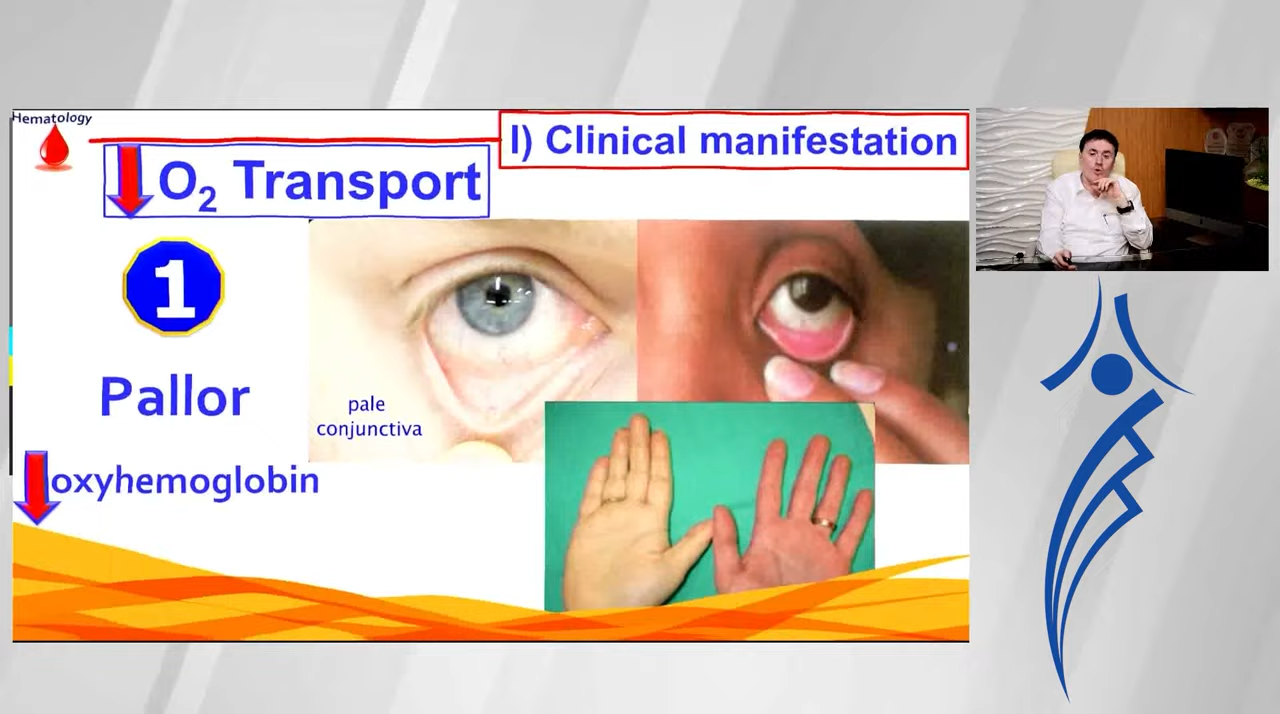 Hematology
I) Clinical manifestation
O₂ Transport
1
Pallor
pale
conjunctiva
oxyhemoglobin